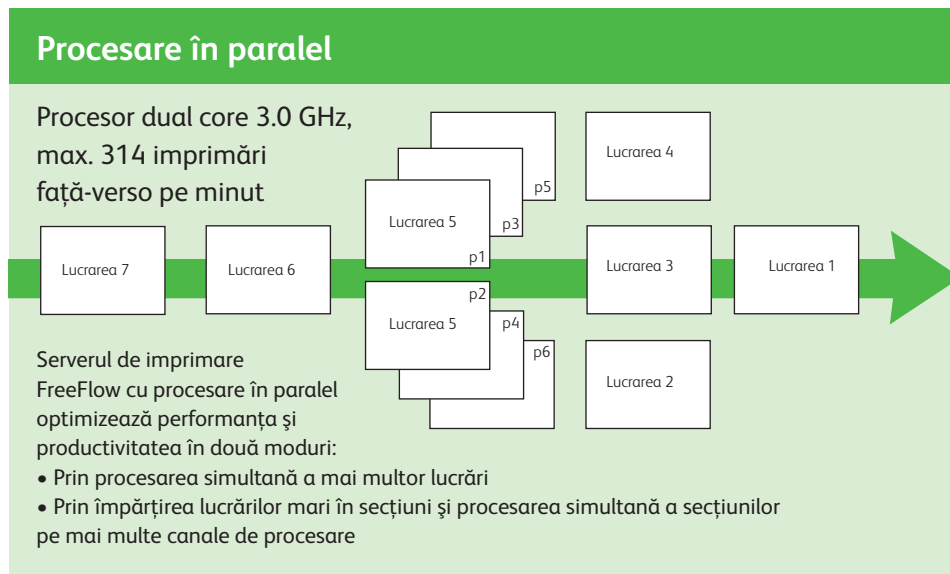 Procesare în paralel
Procesor dual core 3.0 GHz,
max. 314 imprimări
față-verso pe minut
Lucrarea 7
Lucrarea 6
Lucrarea 5
p1
p3
p5
Lucrarea 5
p2
p4
p6
Lucrarea 4
Lucrarea 3
Lucrarea 2
Lucrarea 1
Serverul de imprimare
FreeFlow cu procesare în paralel
optimizează performanța şi
productivitatea în două moduri:
• Prin procesarea simultană a mai multor lucrări
• Prin împărțirea lucrărilor mari în secțiuni şi procesarea simultană a secțiunilor
pe mai multe canale de procesare